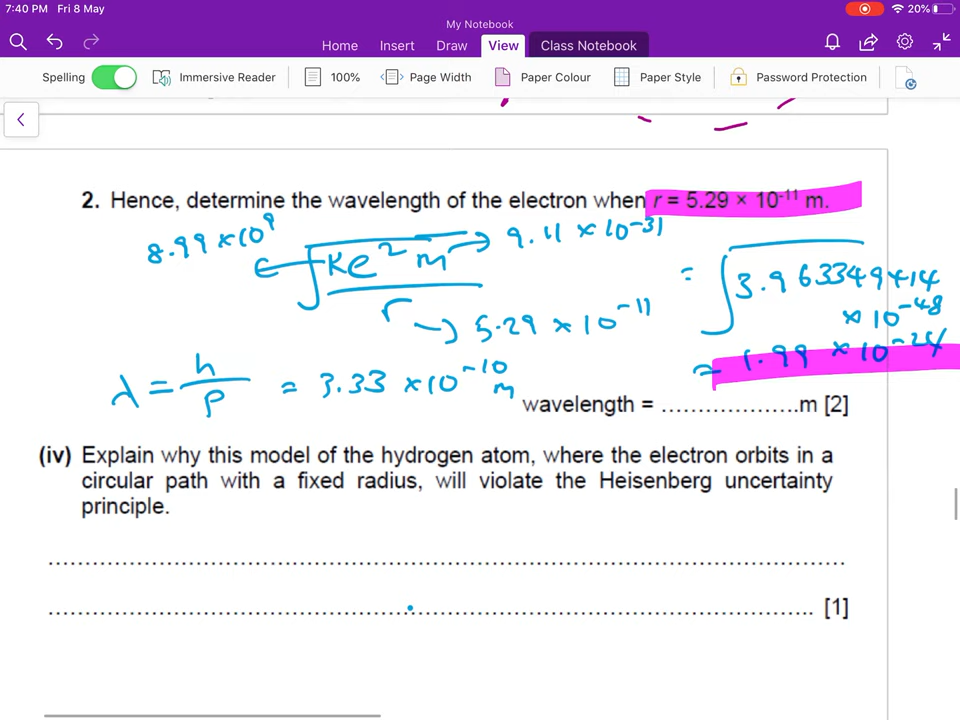 7:40 PM Fri 8 May
20%
My Notebook
Home Insert Draw View Class Notebook
Spelling Immersive Reader 100% Page Width Paper Colour Paper Style Password Protection
2. Hence, determine the wavelength of the electron when r = 5.29 × 10⁻¹¹ m.
8.99 × 10⁹
√(Ke²m / r)
9.11 × 10⁻³¹
5.29 × 10⁻¹¹
= √(3.963349414 × 10⁻⁴⁸)
= 1.99 × 10⁻²⁴
λ = h/p = 3.33 × 10⁻¹⁰ m
wavelength = ....................m [2]
(iv) Explain why this model of the hydrogen atom, where the electron orbits in a
circular path with a fixed radius, will violate the Heisenberg uncertainty
principle.
[1]